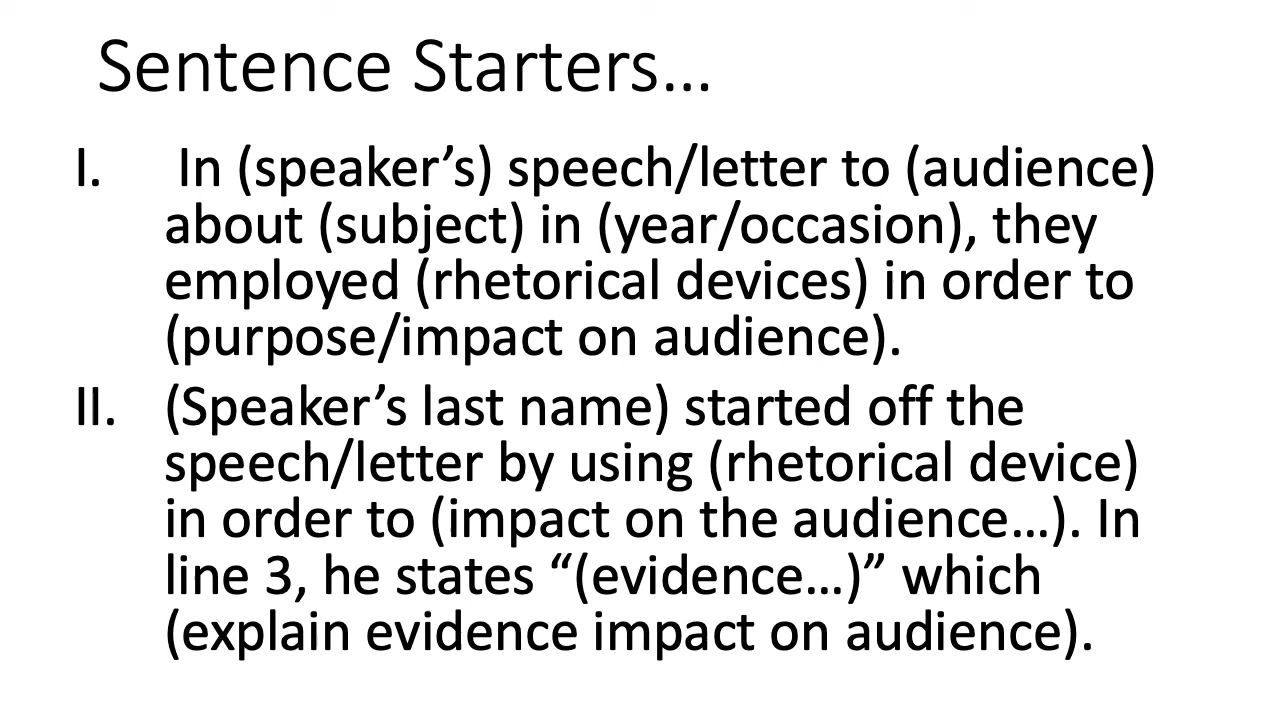 Sentence Starters…
I. In (speaker’s) speech/letter to (audience)
about (subject) in (year/occasion), they
employed (rhetorical devices) in order to
(purpose/impact on audience).
II. (Speaker’s last name) started off the
speech/letter by using (rhetorical device)
in order to (impact on the audience…). In
line 3, he states “(evidence…)” which
(explain evidence impact on audience).